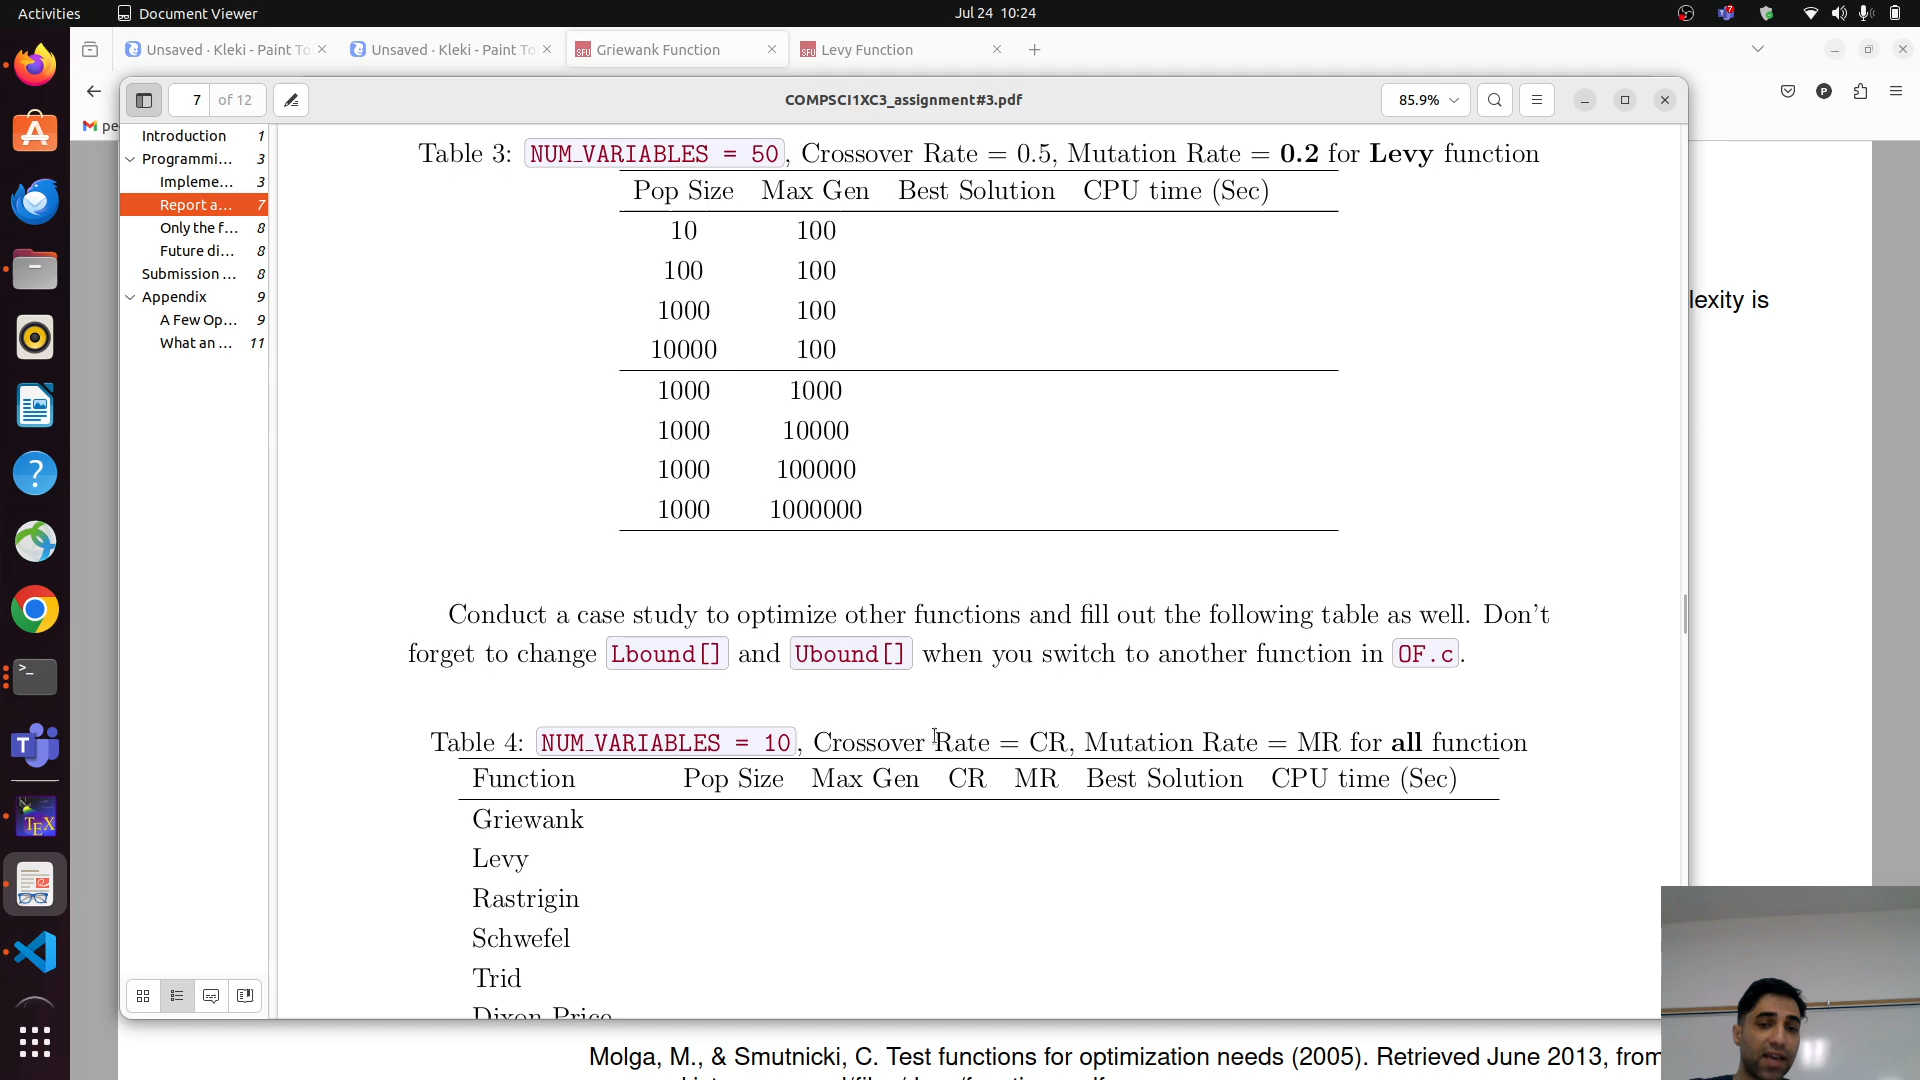 Activities
Document Viewer
Jul 24 10:24
Unsaved · Kleki - Paint To
Unsaved · Kleki - Paint To
Griewank Function
Levy Function
7 of 12
COMPSCI1XC3_assignment#3.pdf
85.9%
pe
Introduction 1
Programmi... 3
Impleme... 3
Report a... 7
Only the f... 8
Future di... 8
Submission ... 8
Appendix 9
A Few Op... 9
What an ... 11
Table 3: NUM_VARIABLES = 50, Crossover Rate = 0.5, Mutation Rate = 0.2 for Levy function
Pop Size Max Gen Best Solution CPU time (Sec)
10 100
100 100
1000 100
10000 100
1000 1000
1000 10000
1000 100000
1000 1000000
lexity is
Conduct a case study to optimize other functions and fill out the following table as well. Don't
forget to change Lbound[] and Ubound[] when you switch to another function in OF.c.
Table 4: NUM_VARIABLES = 10, Crossover Rate = CR, Mutation Rate = MR for all function
Function Pop Size Max Gen CR MR Best Solution CPU time (Sec)
Griewank
Levy
Rastrigin
Schwefel
Trid
Dixon Price
Molga, M., & Smutnicki, C. Test functions for optimization needs (2005). Retrieved June 2013, from